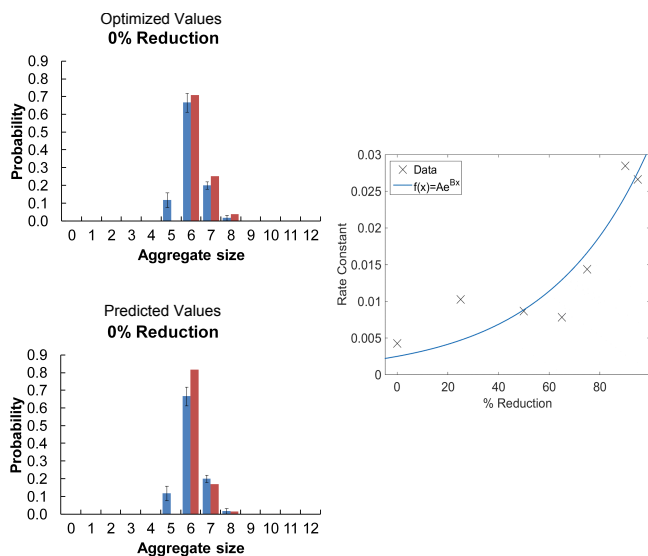 Optimized Values
0% Reduction
0.9
0.8
0.7
0.6
0.5
0.4
0.3
0.2
0.1
0.0
Probability
0 1 2 3 4 5 6 7 8 9 10 11 12
Aggregate size
Predicted Values
0% Reduction
0.9
0.8
0.7
0.6
0.5
0.4
0.3
0.2
0.1
0.0
Probability
0 1 2 3 4 5 6 7 8 9 10 11 12
Aggregate size
0.03
0.025
0.02
0.015
0.01
0.005
0
Rate Constant
Data
f(x)=Ae^Bx
0 20 40 60 80
% Reduction